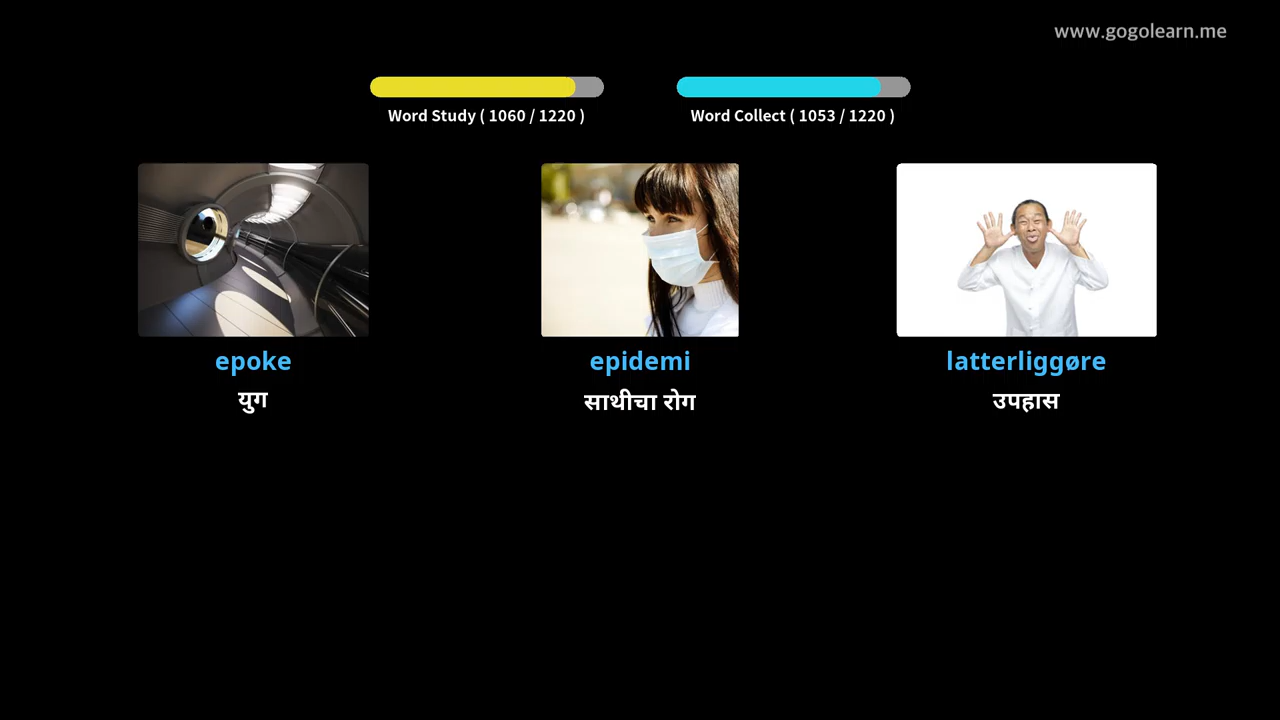 www.gogolearn.me
Word Study ( 1060 / 1220 )
Word Collect ( 1053 / 1220 )
epoke
epidemi
latterliggøre
युग
साथीचा रोग
उपहास